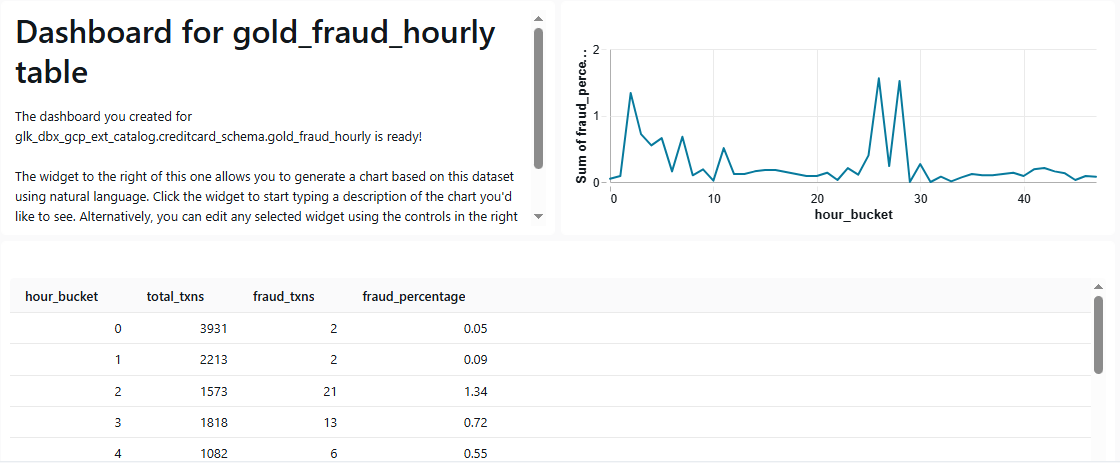 Dashboard for gold_fraud_hourly
table
The dashboard you created for
glk_dbx_gcp_ext_catalog.creditcard_schema.gold_fraud_hourly is ready!
The widget to the right of this one allows you to generate a chart based on this dataset
using natural language. Click the widget to start typing a description of the chart you'd
like to see. Alternatively, you can edit any selected widget using the controls in the right
Sum of fraud_perce...
2
1
0
0 10 20 30 40
hour_bucket
hour_bucket total_txns fraud_txns fraud_percentage
0 3931 2 0.05
1 2213 2 0.09
2 1573 21 1.34
3 1818 13 0.72
4 1082 6 0.55